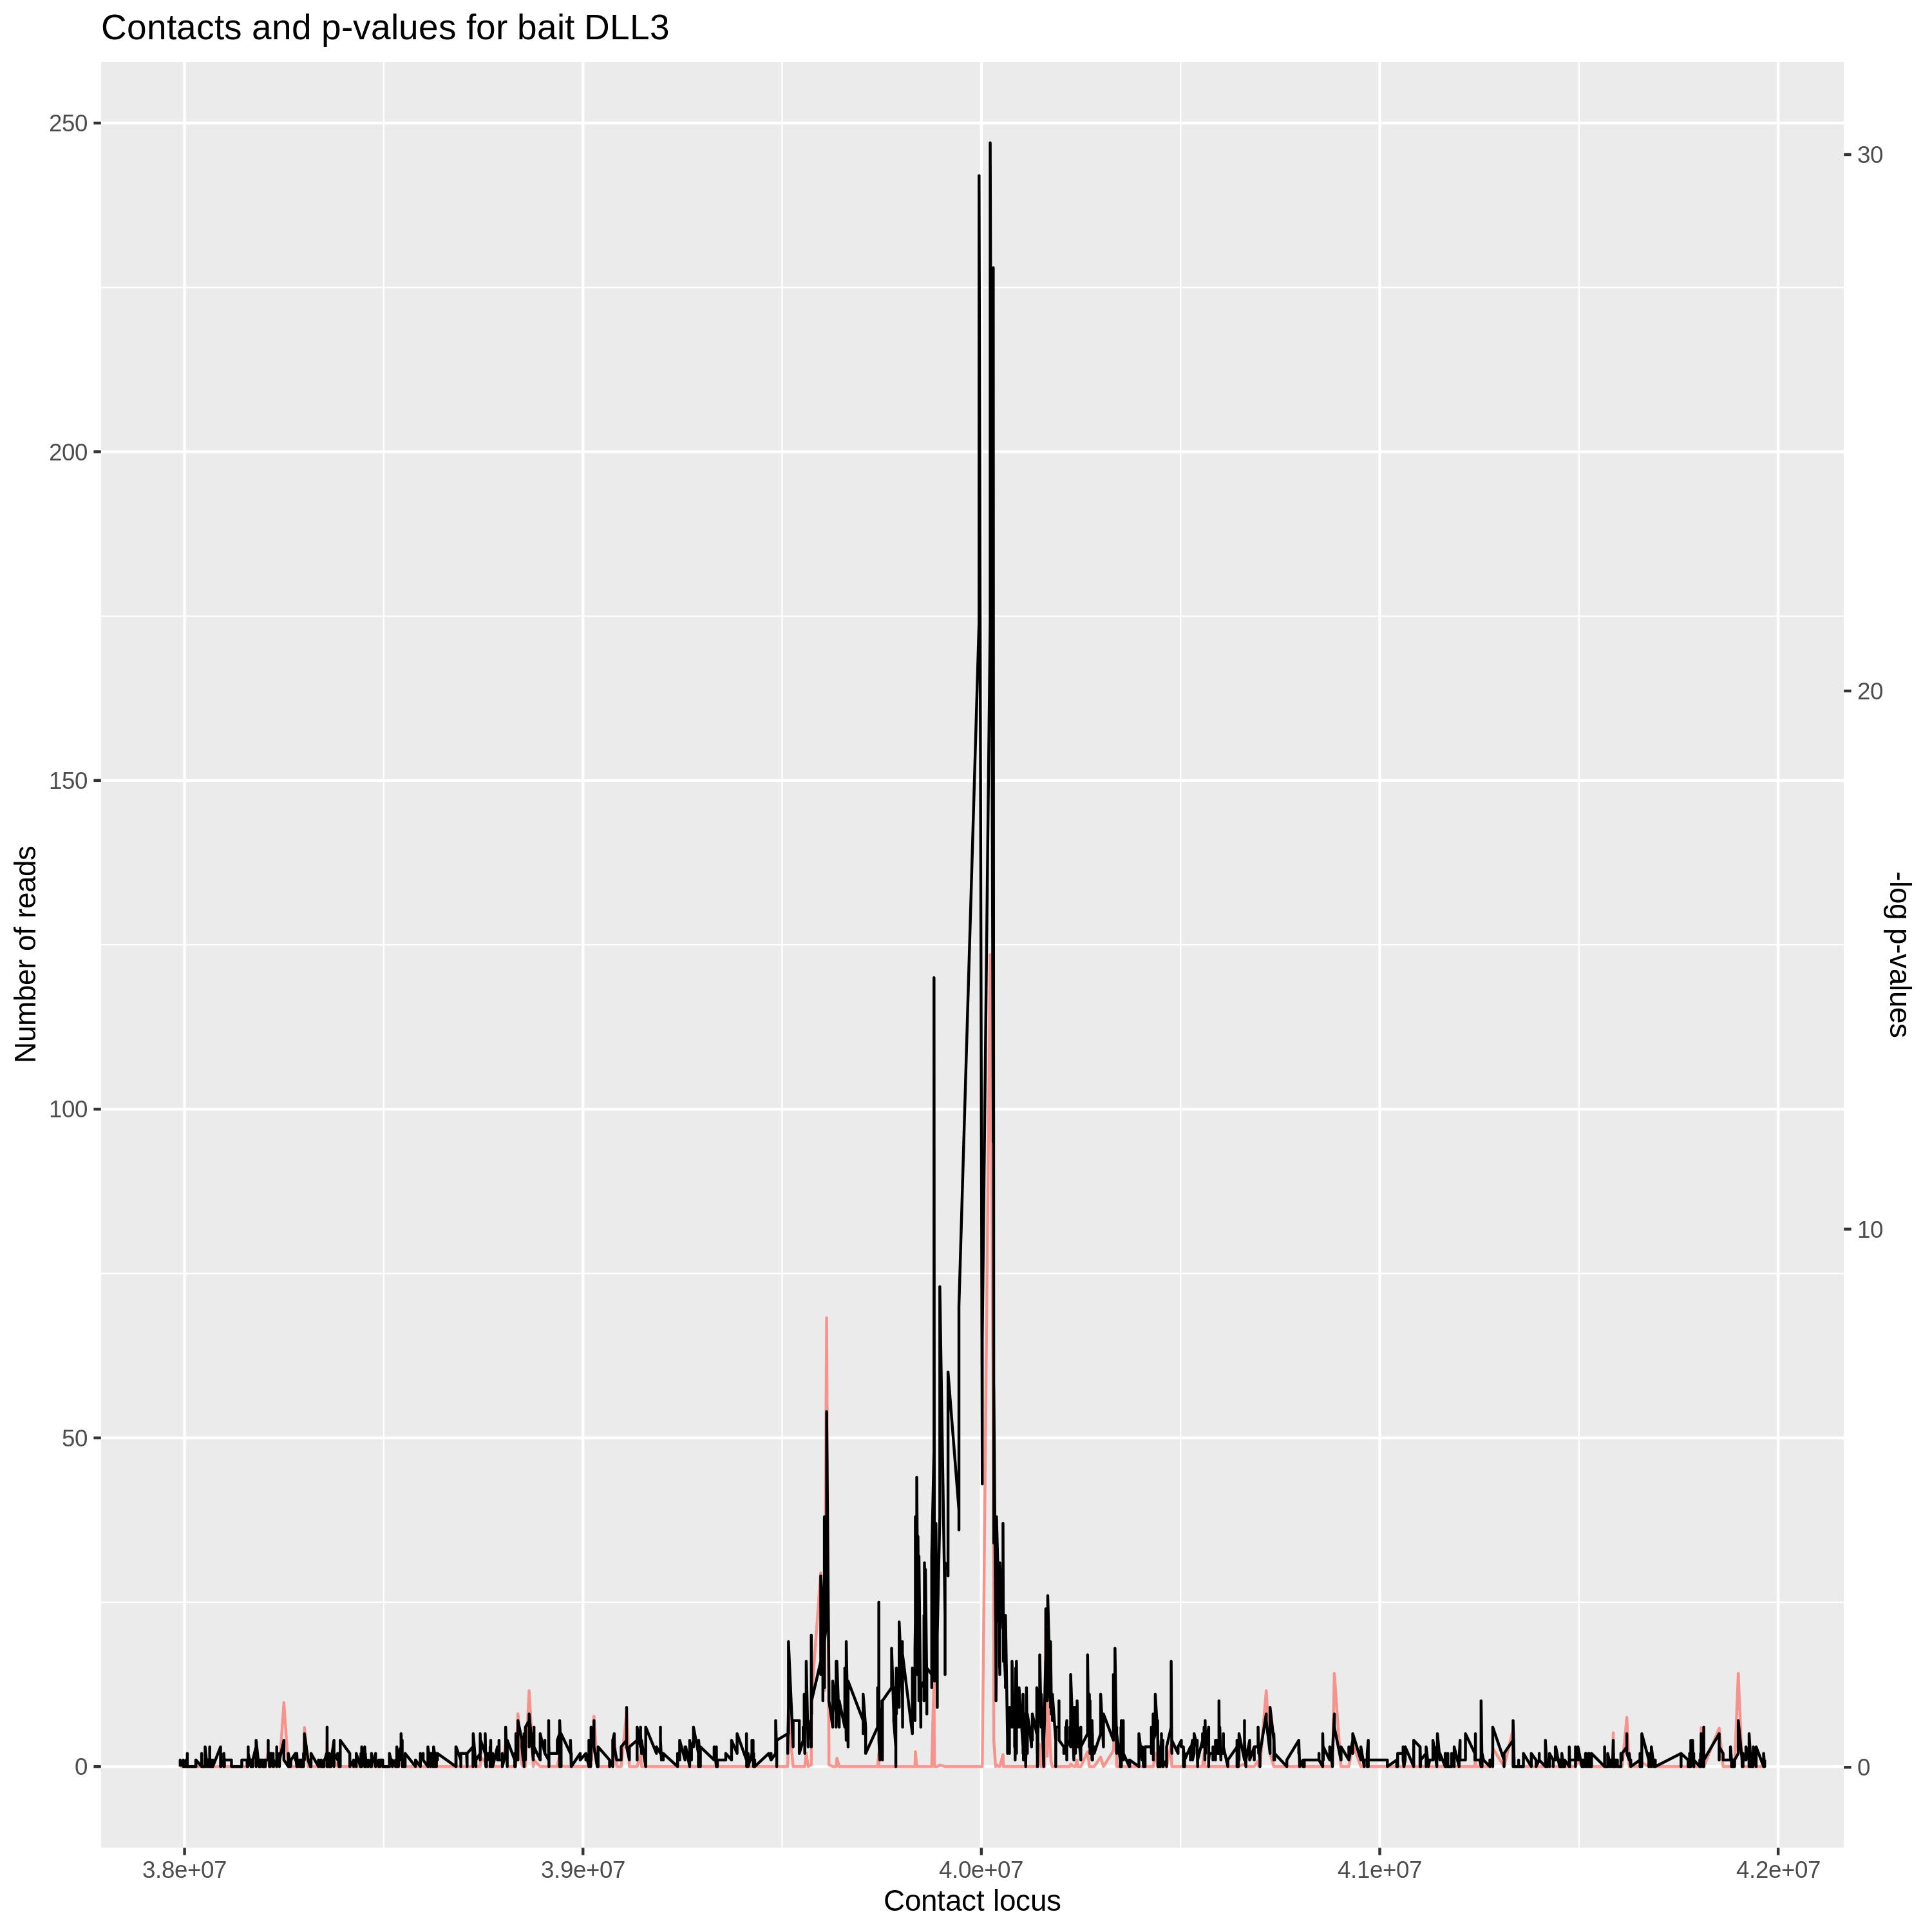 Contacts and p-values for bait DLL3
250
200
150
100
50
0
30
20
10
0
Number of reads
-log p-values
3.8e+07
3.9e+07
4.0e+07
4.1e+07
4.2e+07
Contact locus